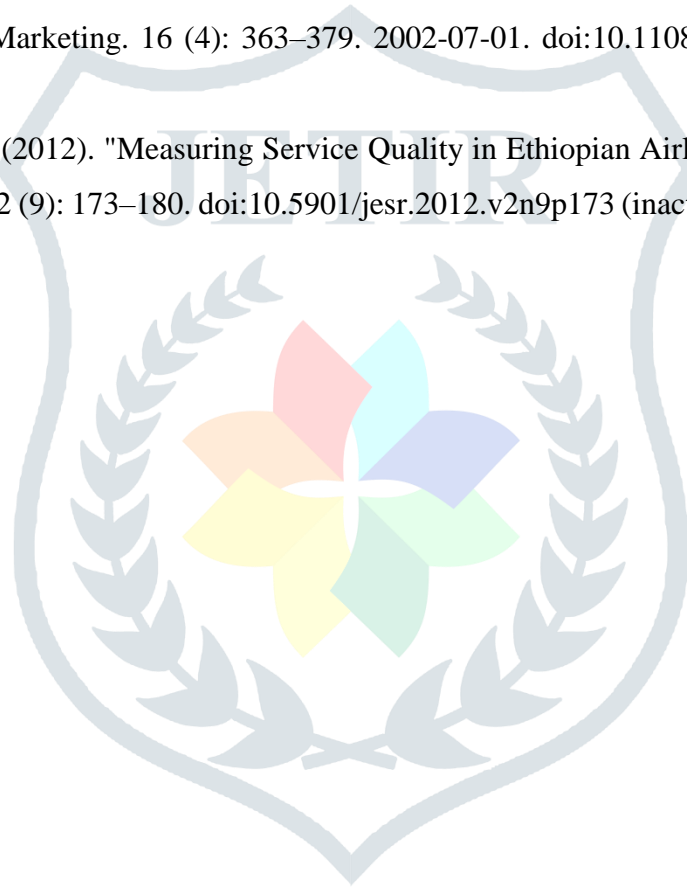 Marketing. 16 (4): 363–379. 2002-07-01. doi:10.1108
(2012). "Measuring Service Quality in Ethiopian Airl
JETIR
2 (9): 173–180. doi:10.5901/jesr.2012.v2n9p173 (inac